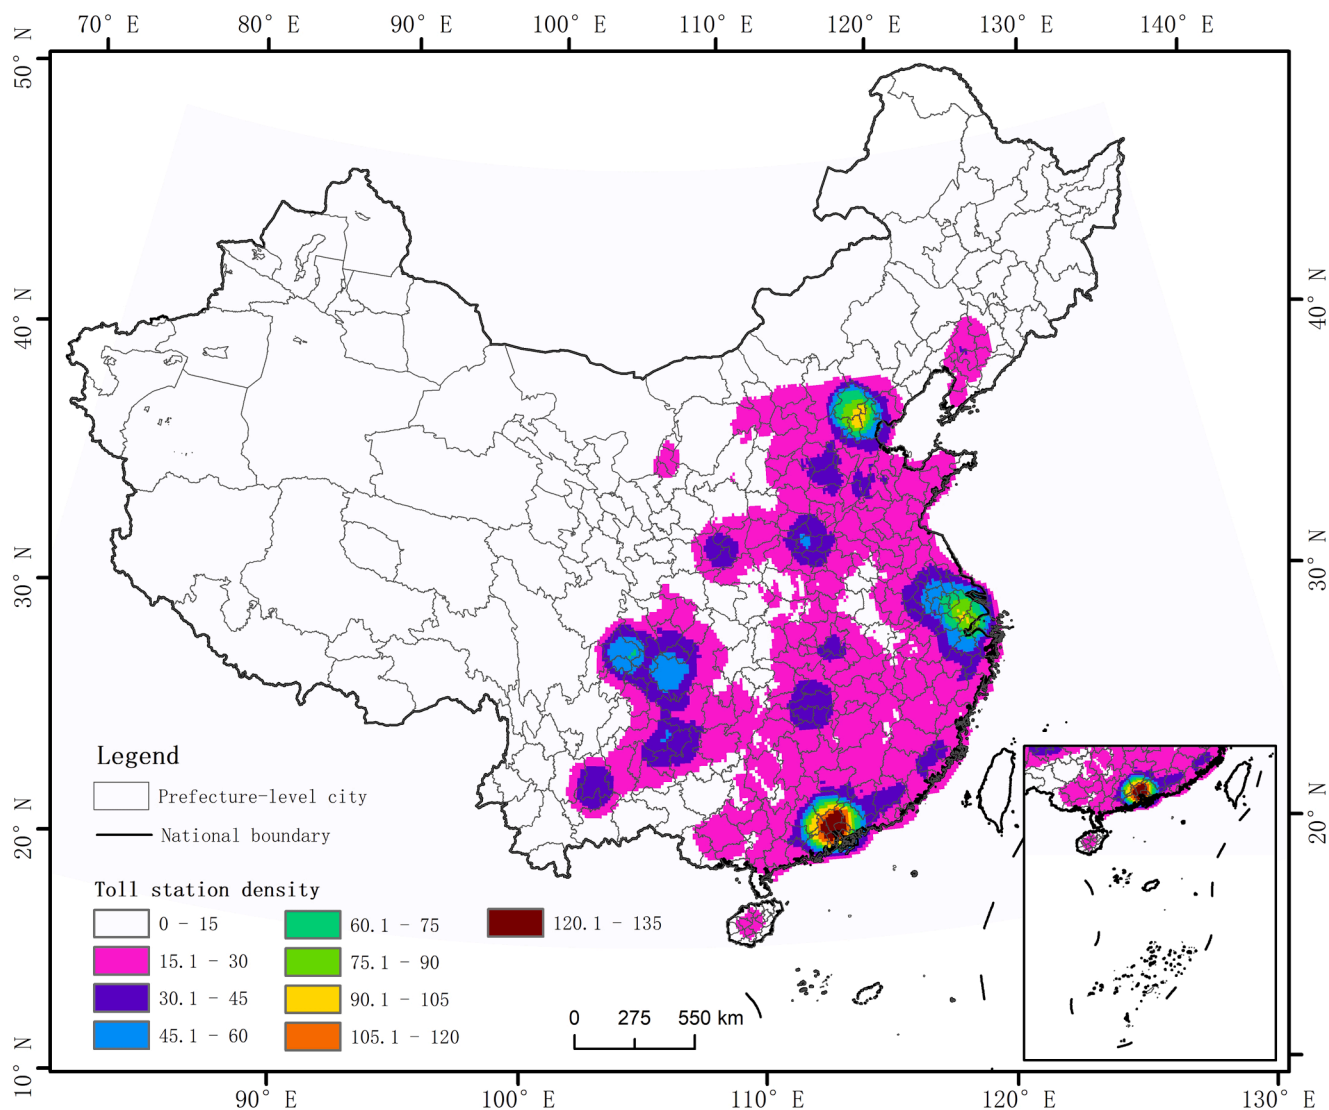 70° E 80° E 90° E 100° E 110° E 120° E 130° E 140° E
50° N
40° N
40° N
30° N
30° N
20° N
20° N
10° N
Legend
Prefecture-level city
National boundary
Toll station density
0 - 15
60.1 - 75
120.1 - 135
15.1 - 30
75.1 - 90
30.1 - 45
90.1 - 105
45.1 - 60
105.1 - 120
0 275 550 km
90° E 100° E 110° E 120° E 130° E